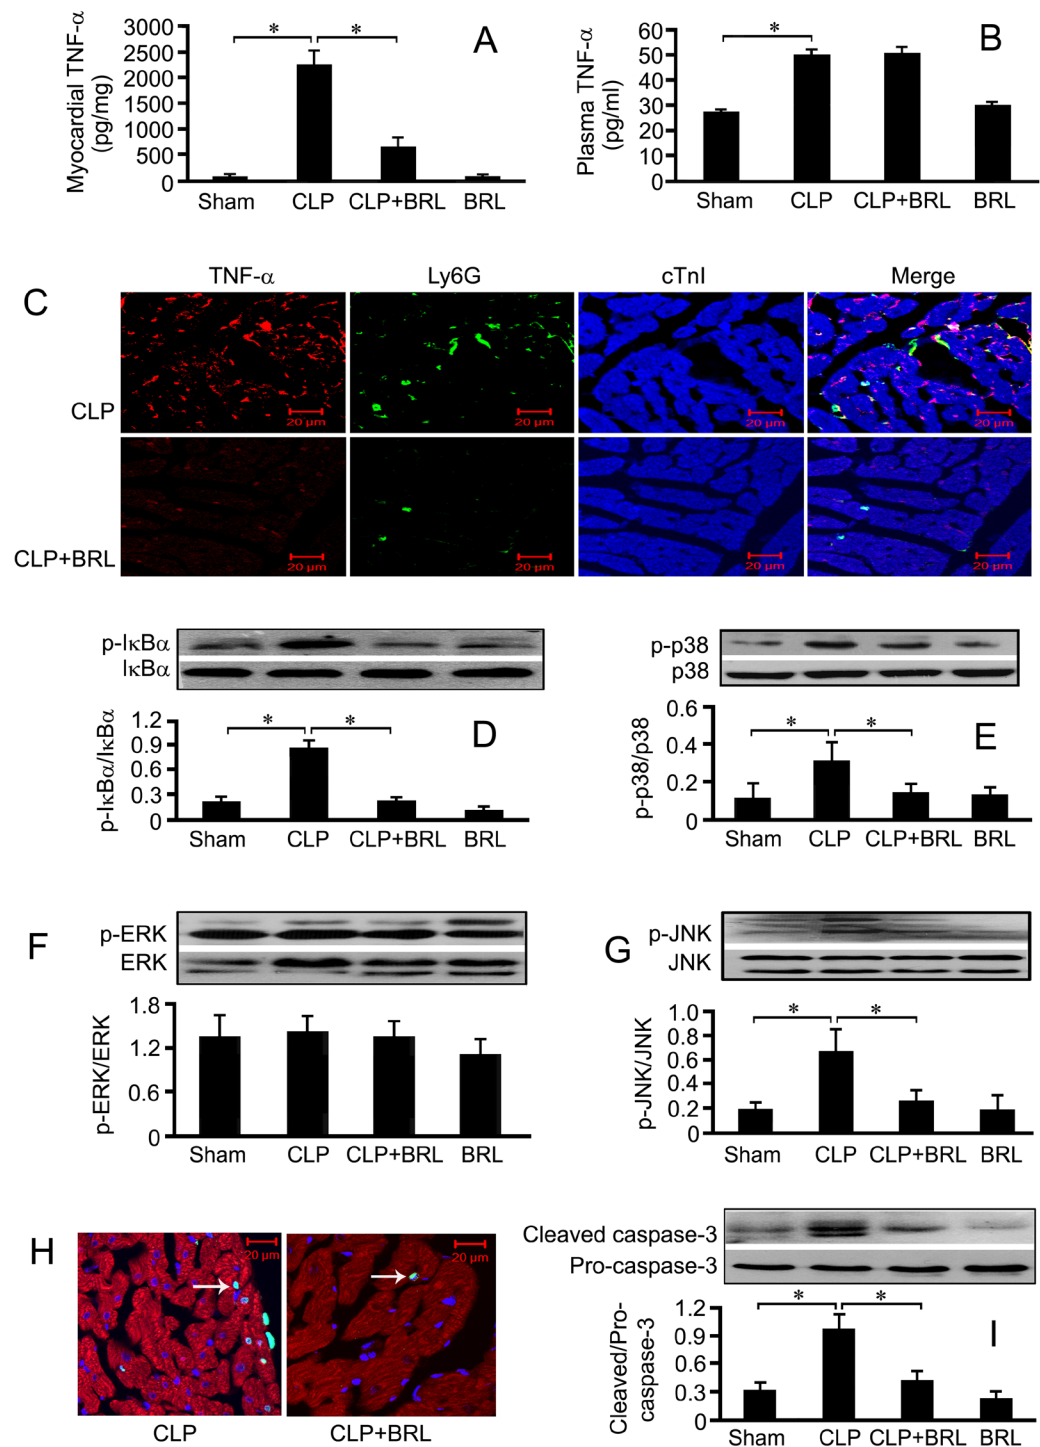 A
Myocardial TNF-α
(pg/mg)
3000
2500
2000
1500
1000
500
0
* *
Sham CLP CLP+BRL BRL
B
Plasma TNF-α
(pg/ml)
60
50
40
30
20
10
0
*
Sham CLP CLP+BRL BRL
C
TNF-α Ly6G cTnI Merge
CLP
20 μm 20 μm 20 μm 20 μm
CLP+BRL
20 μm 20 μm 20 μm 20 μm
p-IκBα
IκBα
D
p-IκBα/IκBα
1.2
0.9
0.6
0.3
0
* *
Sham CLP CLP+BRL BRL
p-p38
p38
E
p-p38/p38
0.6
0.4
0.2
0
* *
Sham CLP CLP+BRL BRL
F
p-ERK
ERK
p-ERK/ERK
1.8
1.2
0.6
0
Sham CLP CLP+BRL BRL
G
p-JNK
JNK
p-JNK/JNK
1.0
0.8
0.6
0.4
0.2
0
* *
Sham CLP CLP+BRL BRL
H
20 μm 20 μm
CLP CLP+BRL
Cleaved caspase-3
Pro-caspase-3
I
Cleaved/Pro-
caspase-3
1.2
0.9
0.6
0.3
0
* *
Sham CLP CLP+BRL BRL